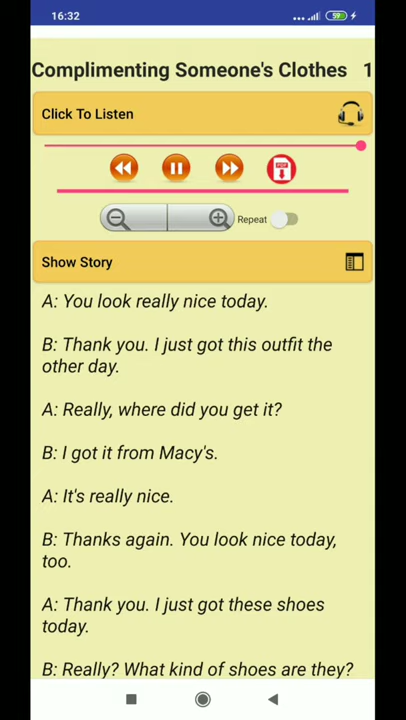 16:32
59
Complimenting Someone's Clothes 1
Click To Listen
PDF
Repeat
Show Story
A: You look really nice today.
B: Thank you. I just got this outfit the
other day.
A: Really, where did you get it?
B: I got it from Macy's.
A: It's really nice.
B: Thanks again. You look nice today,
too.
A: Thank you. I just got these shoes
today.
B: Really? What kind of shoes are they?